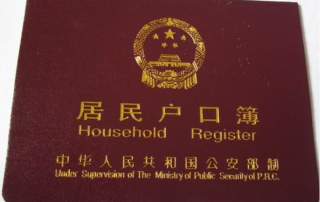 居民户口簿
Household Register
中华人民共和国公安部制
Under Supervision of The Ministry of Public Security of P.R.C.